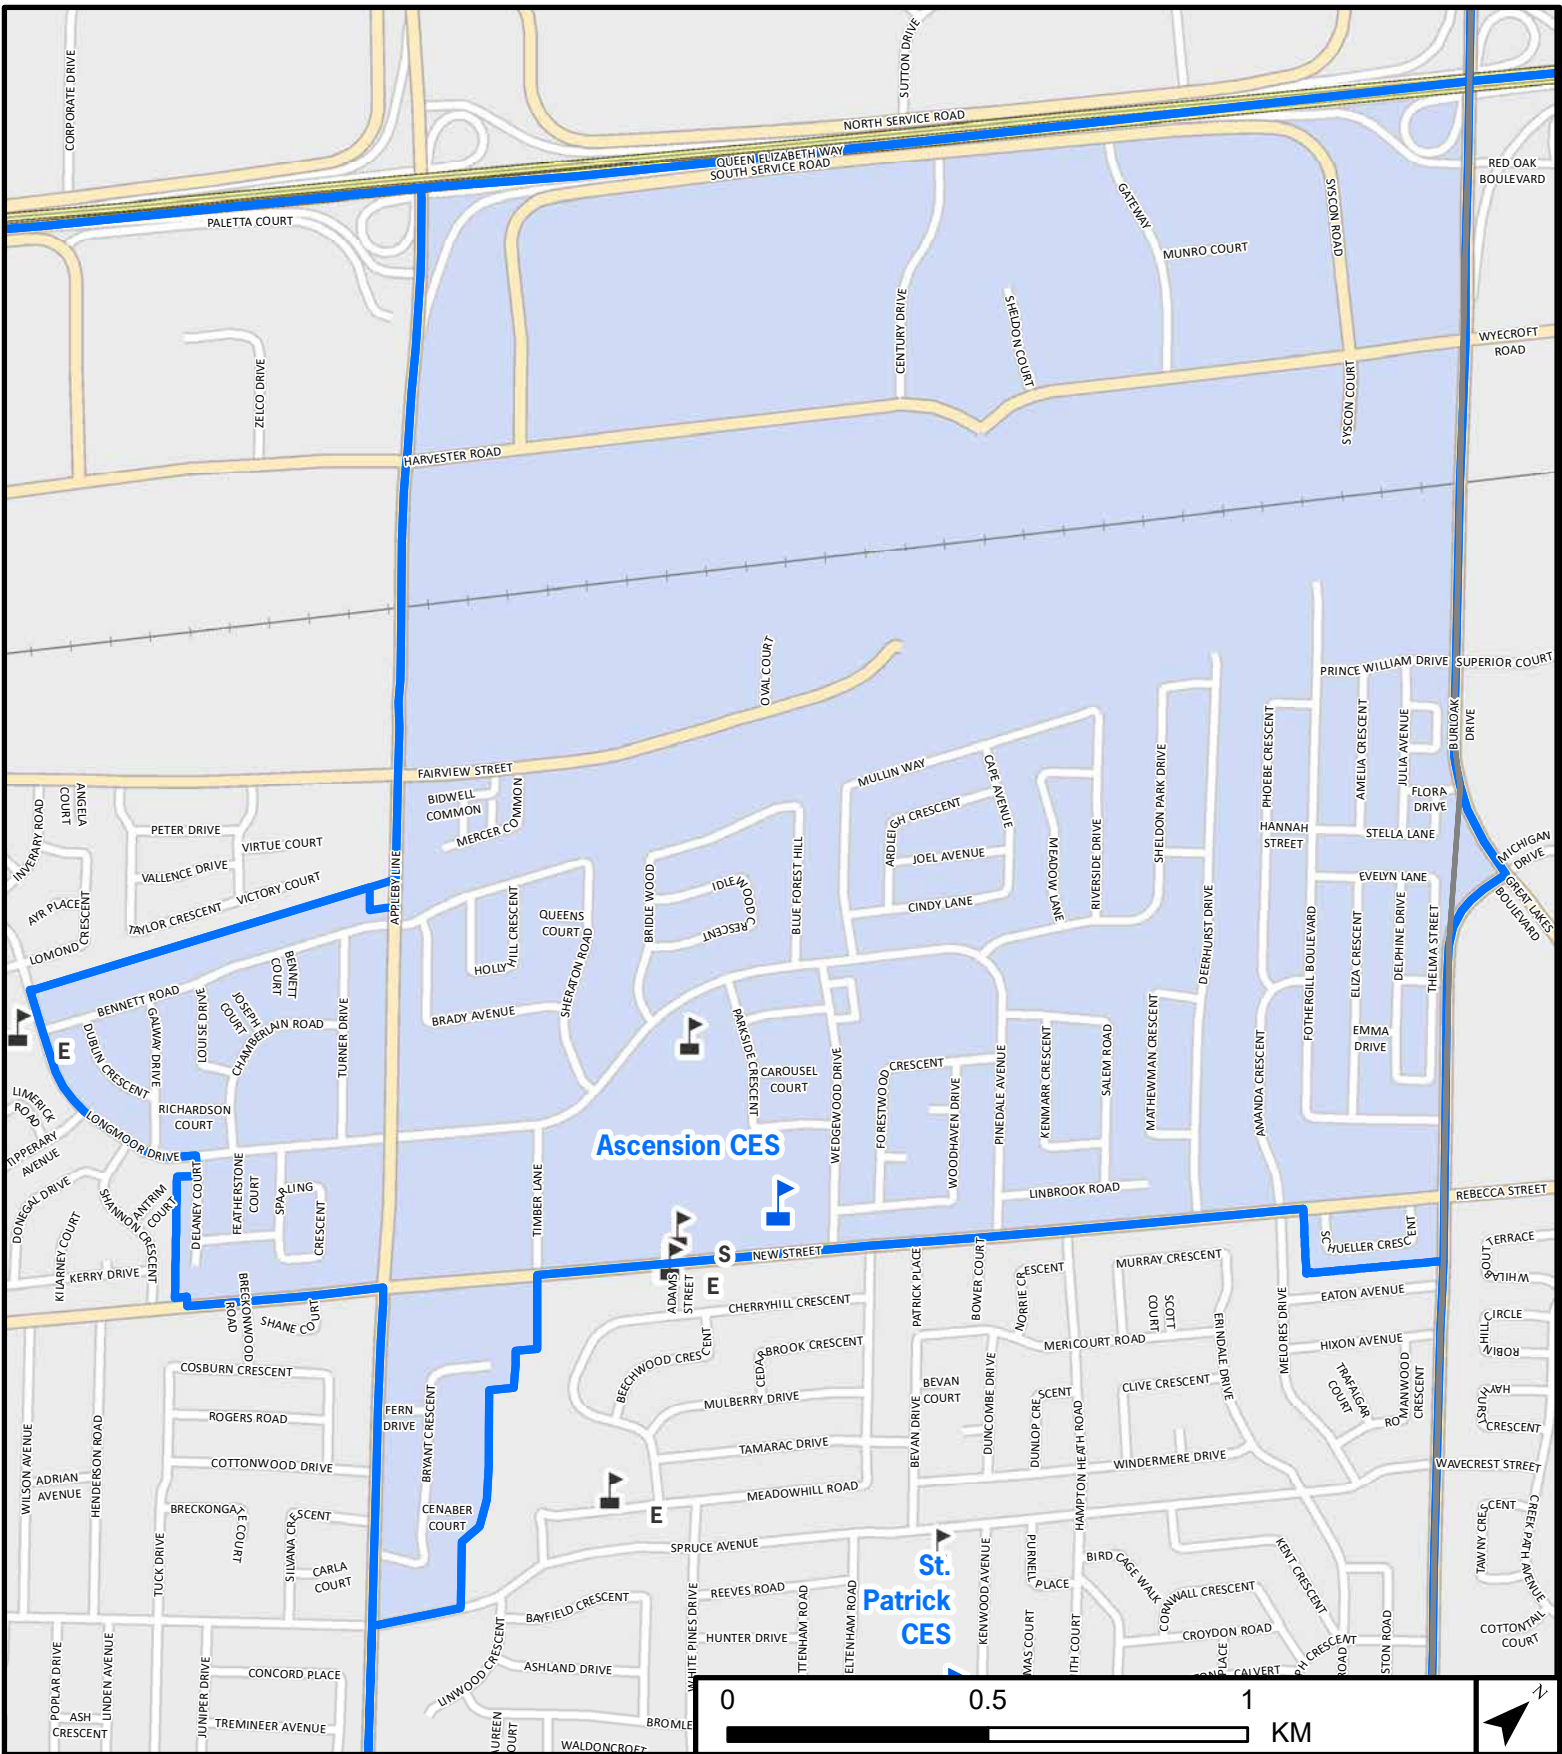 CORPORATE DRIVE
SUTTON DRIVE
NORTH SERVICE ROAD
QUEEN ELIZABETH WAY
SOUTH SERVICE ROAD
RED OAK
BOULEVARD
PALETTA COURT
GATEWAY
SYSCON ROAD
MUNRO COURT
CENTURY DRIVE
SHELDON COURT
WYECROFT
ROAD
ZELCO DRIVE
SYSCON COURT
HARVESTER ROAD
OVAL COURT
PRINCE WILLIAM DRIVE
SUPERIOR COURT
BURLOAK
DRIVE
FAIRVIEW STREET
MULLIN WAY
CAPE AVENUE
SHELDON PARK DRIVE
PHOEBE CRESCENT
AMELIA CRESCENT
JULIA AVENUE
FLORA
DRIVE
BIDWELL
COMMON
MERCER COMMON
ANGELA
COURT
INVERARY ROAD
PETER DRIVE
VIRTUE COURT
VALLENCE DRIVE
VICTORY COURT
TAYLOR CRESCENT
AYR PLACE
LOMOND CRESCENT
APPLEBY LINE
ARDLEIGH CRESCENT
JOEL AVENUE
CINDY LANE
MEADOW LANE
RIVERSIDE DRIVE
HANNAH
STREET
STELLA LANE
EVELYN LANE
MICHIGAN
DRIVE
GREAT LAKES
BOULEVARD
HOLLY HILL CRESCENT
QUEENS
COURT
SHERATON ROAD
BRIDLE WOOD
IDLEWOOD CRESCENT
BLUE FOREST HILL
DEERHURST DRIVE
FOTHERGILL BOULEVARD
ELIZA CRESCENT
DELPHINE DRIVE
THELMA STREET
BENNETT ROAD
BENNETT
COURT
BRADY AVENUE
E
DUBLIN CRESCENT
GALWAY DRIVE
LOUISE DRIVE
JOSEPH
COURT
CHAMBERLAIN ROAD
TURNER DRIVE
PARKSIDE CRESCENT
CAROUSEL
COURT
WEDGEWOOD DRIVE
FORESTWOOD CRESCENT
WOODHAVEN DRIVE
PINEDALE AVENUE
KENMARR CRESCENT
SALEM ROAD
MATHEWMAN CRESCENT
AMANDA CRESCENT
EMMA
DRIVE
LIMERICK
ROAD
TIPPERARY
AVENUE
LONGMOOR DRIVE
RICHARDSON
COURT
Ascension CES
DONEGAL DRIVE
SHANNON CRESCENT
ANTRIM
COURT
DELANEY COURT
FEATHERSTONE
COURT
SPARLING
CRESCENT
TIMBER LANE
LINBROOK ROAD
REBECCA STREET
KILARNEY COURT
KERRY DRIVE
BRECKONWOOD
ROAD
SHANE COURT
S
NEW STREET
E
ADAMS
STREET
PATRICK PLACE
BOWER COURT
NORRIE CRESCENT
MURRAY CRESCENT
SCHUELLER CRESCENT
TERRACE
EATON AVENUE
CHERRYHILL CRESCENT
SCOTT
COURT
ERINDALE DRIVE
MELORES DRIVE
CIRCLE
HIXON AVENUE
ROBIN
COSBURN CRESCENT
BEECHWOOD CRESCENT
CEDARBROOK CRESCENT
MERICOURT ROAD
MULBERRY DRIVE
BEVAN
COURT
BEVAN DRIVE
DUNCOMBE DRIVE
DUNLOP CRESCENT
CLIVE CRESCENT
TRAFALGAR
COURT
MANWOOD
CRESCENT
CRESCENT
FERN
DRIVE
BRYANT CRESCENT
ROGERS ROAD
WILSON AVENUE
HENDERSON ROAD
COTTONWOOD DRIVE
ADRIAN
AVENUE
TAMARAC DRIVE
WINDERMERE DRIVE
HAMPTON HEATH ROAD
WAVECREST STREET
MEADOWHILL ROAD
E
BRECKONGATE COURT
SILVANA CRESCENT
CENABER
COURT
TUCK DRIVE
CARLA
COURT
SPRUCE AVENUE
St.
Patrick
CES
KENWOOD AVENUE
PURNELL PLACE
BIRD CAGE WALK
CORNWALL CRESCENT
KENT CRESCENT
TAWNY CRESCENT
CREEK PATH AVENUE
COTTONTAIL
COURT
REEVES ROAD
BAYFIELD CRESCENT
WHITE PINES DRIVE
HUNTER DRIVE
CROYDON ROAD
POPLAR DRIVE
LINDEN AVENUE
JUNIPER DRIVE
CONCORD PLACE
ASHLAND DRIVE
LINWOOD CRESCENT
CALVERT
PLACE
ASH
CRESCENT
TREMINEER AVENUE
WALDONCROFT
0 0.5 1
KM
N